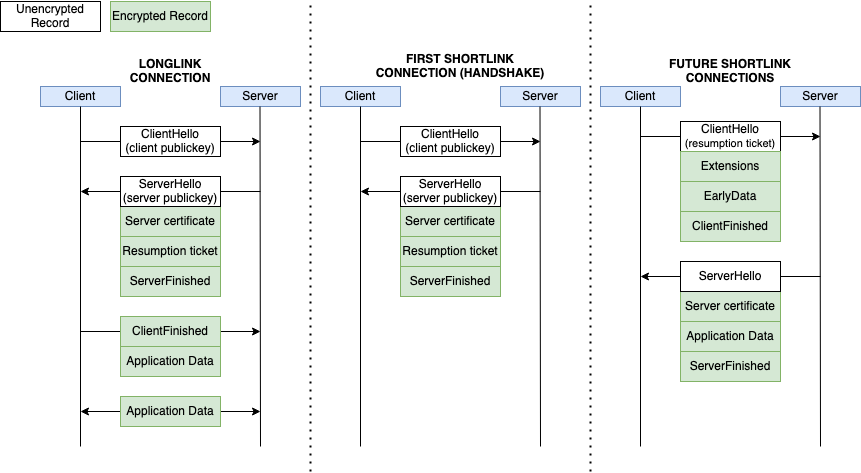 Unencrypted
Record
Encrypted Record
LONGLINK
CONNECTION
Client
Server
ClientHello
(client publickey)
ServerHello
(server publickey)
Server certificate
Resumption ticket
ServerFinished
ClientFinished
Application Data
Application Data
FIRST SHORTLINK
CONNECTION (HANDSHAKE)
Client
Server
ClientHello
(client publickey)
ServerHello
(server publickey)
Server certificate
Resumption ticket
ServerFinished
FUTURE SHORTLINK
CONNECTIONS
Client
Server
ClientHello
(resumption ticket)
Extensions
EarlyData
ClientFinished
ServerHello
Server certificate
Application Data
ServerFinished